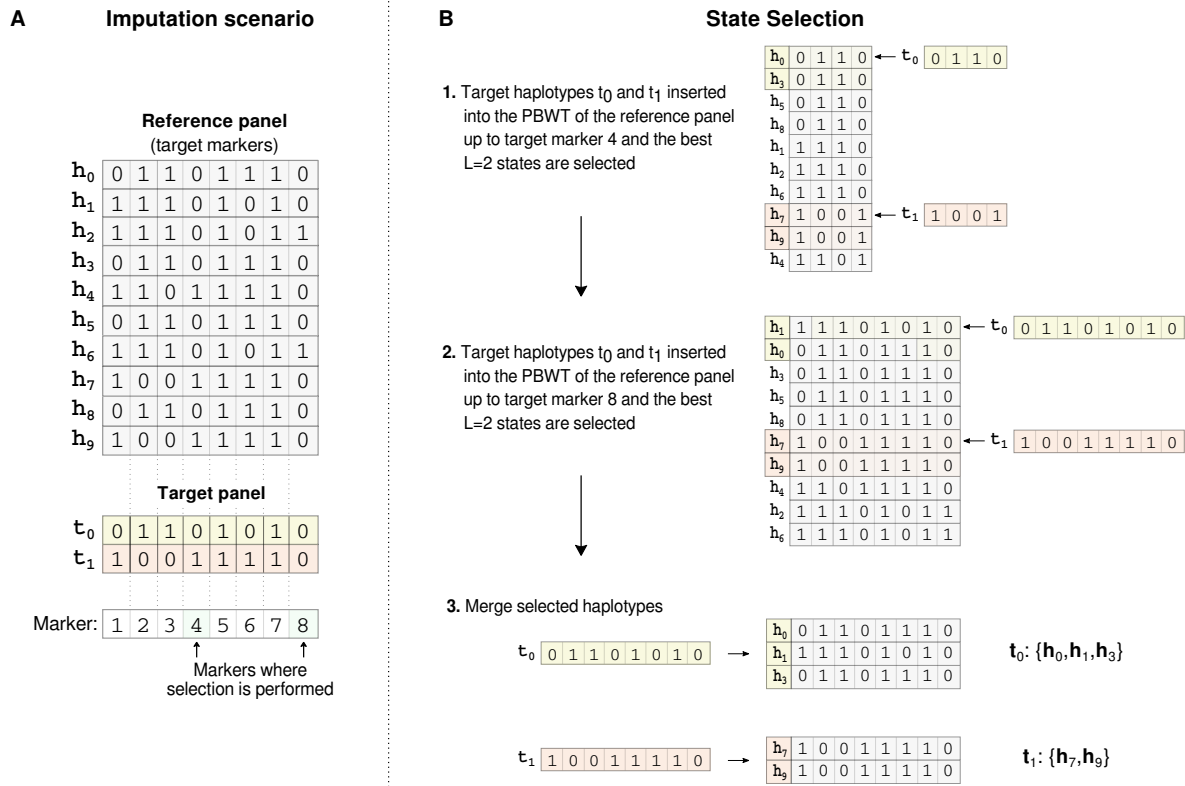 A
Imputation scenario
Reference panel
(target markers)
h0 0 1 1 0 1 1 1 0
h1 1 1 1 0 1 0 1 0
h2 1 1 1 0 1 0 1 1
h3 0 1 1 0 1 1 1 0
h4 1 1 0 1 1 1 1 0
h5 0 1 1 0 1 1 1 0
h6 1 1 1 0 1 0 1 1
h7 1 0 0 1 1 1 1 0
h8 0 1 1 0 1 1 1 0
h9 1 0 0 1 1 1 1 0
Target panel
t0 0 1 1 0 1 0 1 0
t1 1 0 0 1 1 1 1 0
Marker: 1 2 3 4 5 6 7 8
Markers where
selection is performed
B
State Selection
1. Target haplotypes t0 and t1 inserted
into the PBWT of the reference panel
up to target marker 4 and the best
L=2 states are selected
h0 0 1 1 0 t0 0 1 1 0
h3 0 1 1 0
h5 0 1 1 0
h8 0 1 1 0
h1 1 1 1 0
h2 1 1 1 0
h6 1 1 1 0
h7 1 0 0 1 t1 1 0 0 1
h9 1 0 0 1
h4 1 1 0 1
2. Target haplotypes t0 and t1 inserted
into the PBWT of the reference panel
up to target marker 8 and the best
L=2 states are selected
h1 1 1 1 0 1 0 1 0 t0 0 1 1 0 1 0 1 0
h0 0 1 1 0 1 1 1 0
h3 0 1 1 0 1 1 1 0
h5 0 1 1 0 1 1 1 0
h8 0 1 1 0 1 1 1 0
h7 1 0 0 1 1 1 1 0 t1 1 0 0 1 1 1 1 0
h9 1 0 0 1 1 1 1 0
h4 1 1 0 1 1 1 1 0
h2 1 1 1 0 1 0 1 1
h6 1 1 1 0 1 0 1 1
3. Merge selected haplotypes
t0 0 1 1 0 1 0 1 0
h0 0 1 1 0 1 1 1 0
h1 1 1 1 0 1 0 1 0
h3 0 1 1 0 1 1 1 0
t0: {h0,h1,h3}
t1 1 0 0 1 1 1 1 0
h7 1 0 0 1 1 1 1 0
h9 1 0 0 1 1 1 1 0
t1: {h7,h9}